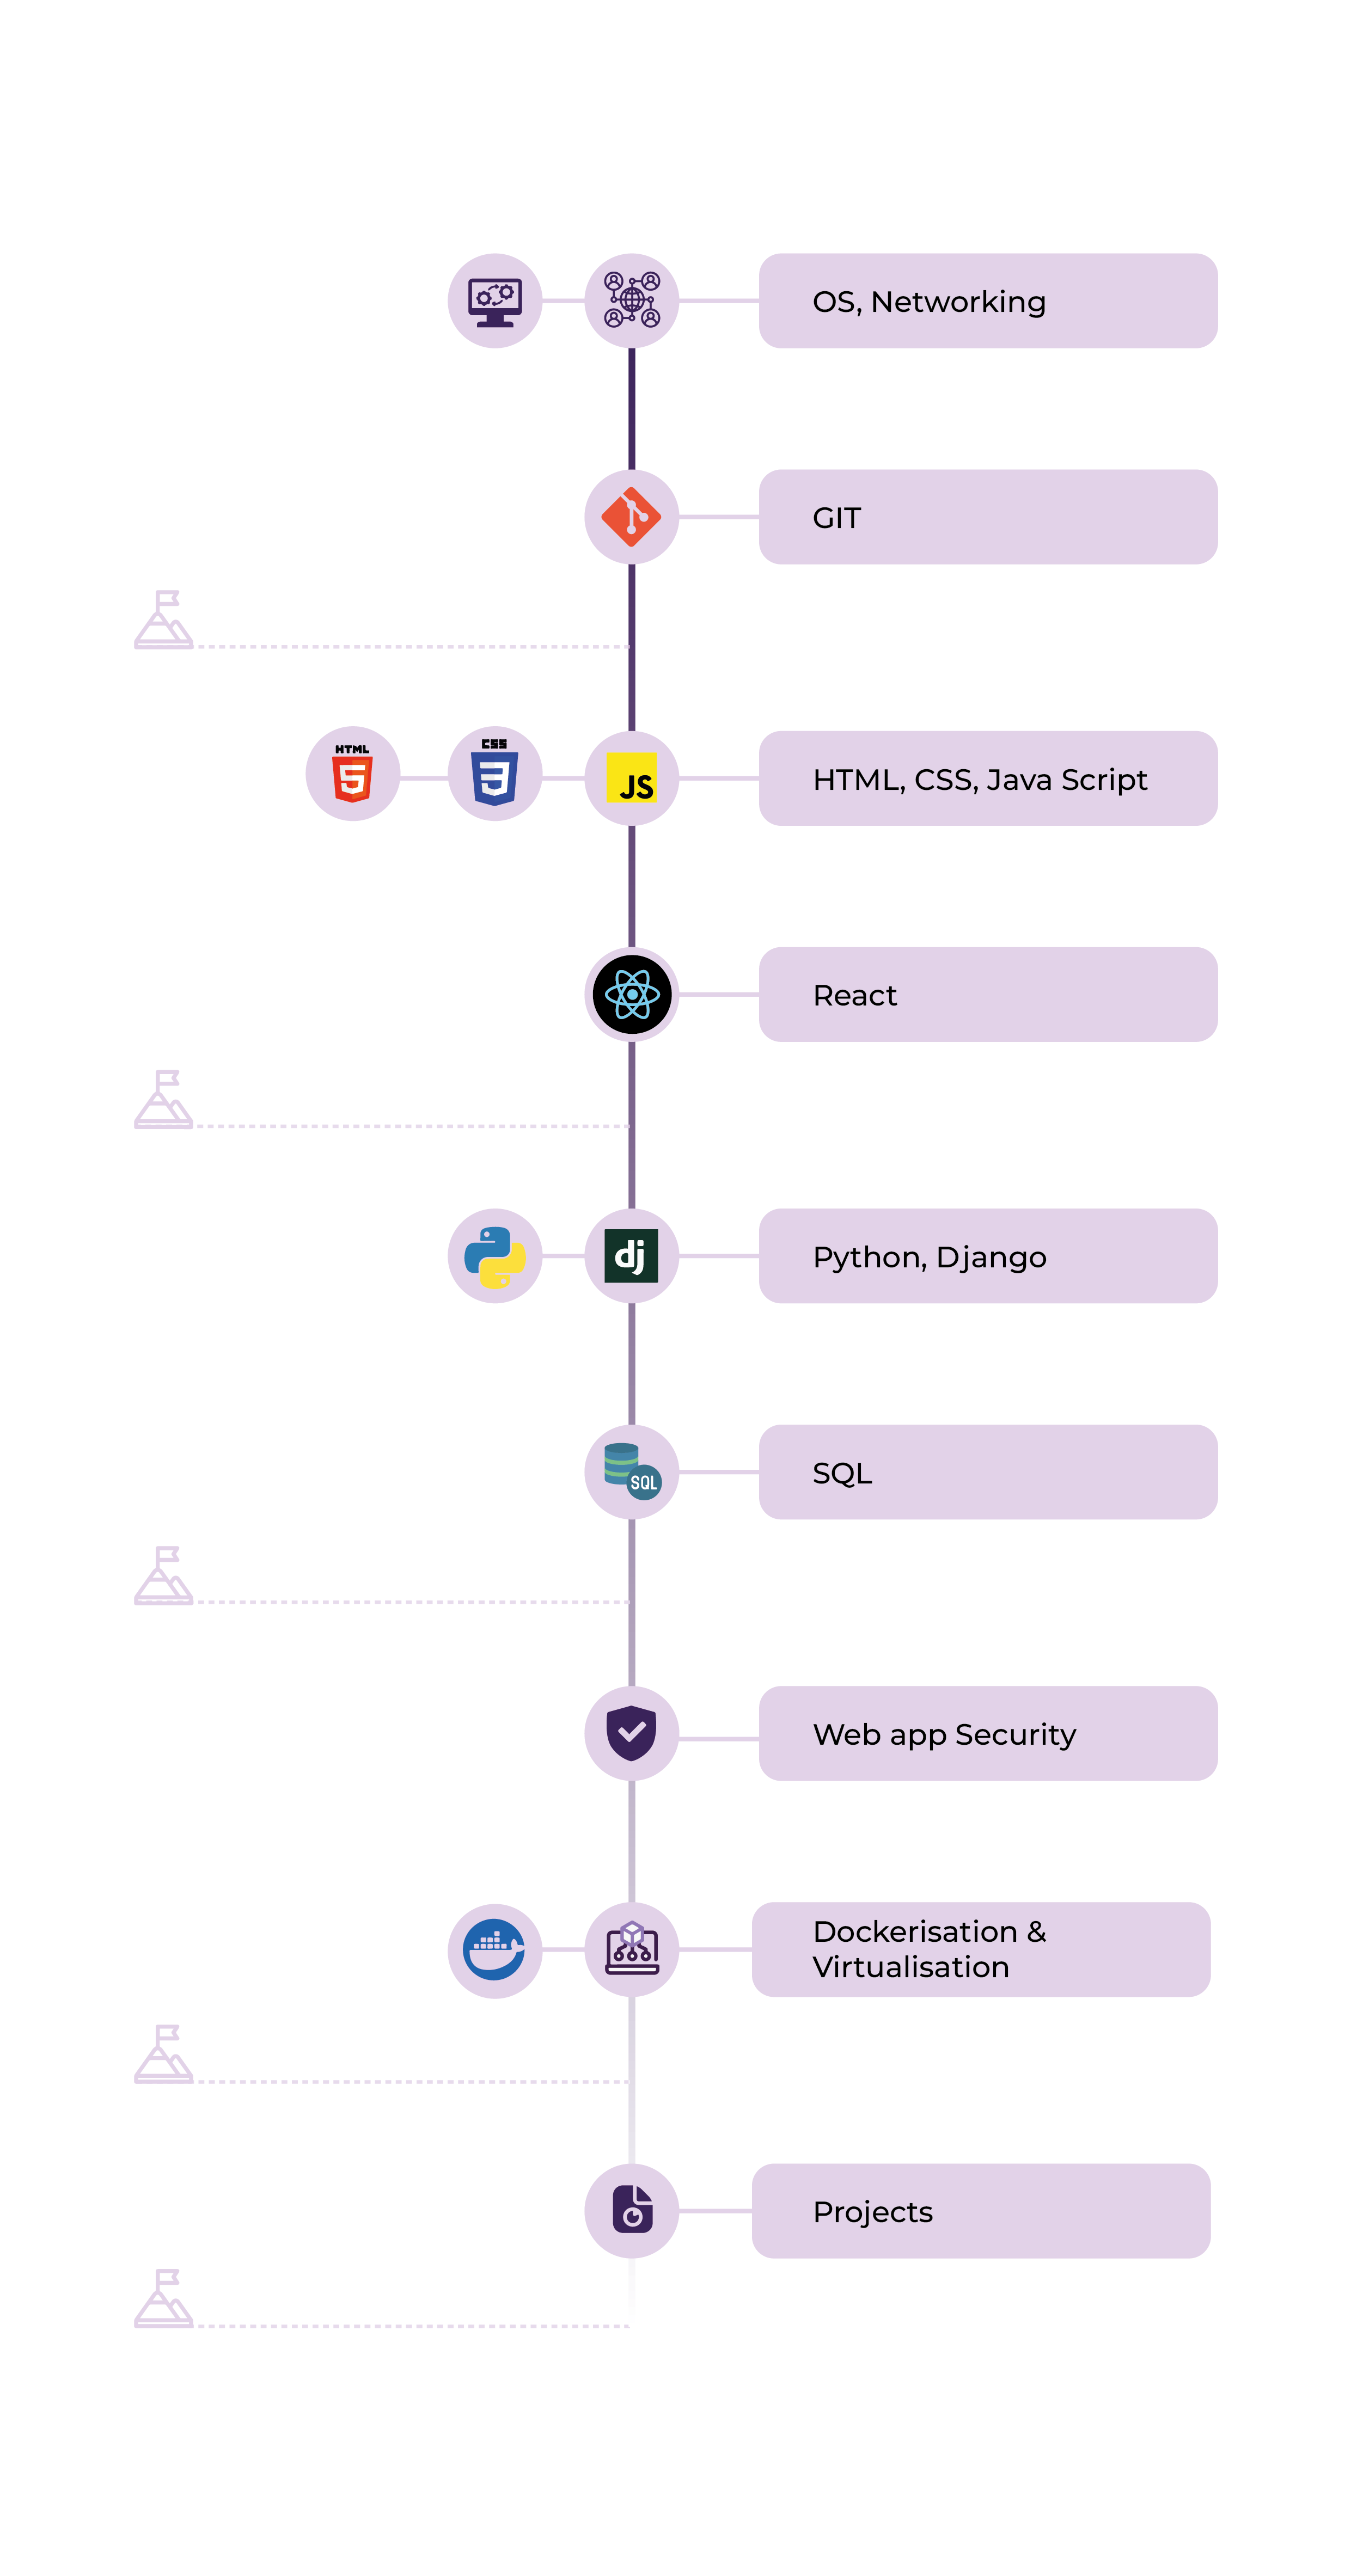 OS, Networking
GIT
HTML
CSS
JS
HTML, CSS, Java Script
React
dj
Python, Django
SQL
SQL
Web app Security
Dockerisation &
Virtualisation
Projects